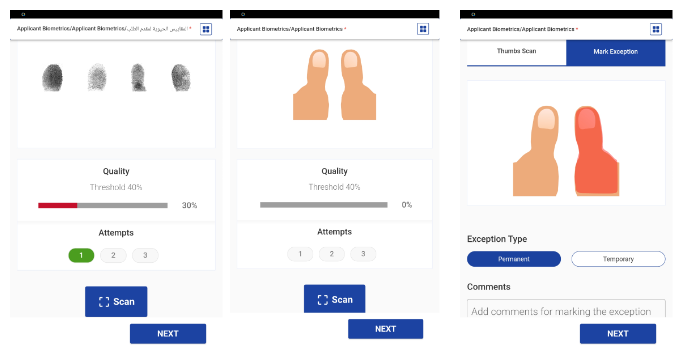 Applicant Biometrics/Applicant Biometrics/ المقاييس الحيوية لمقدم الطلب *
Quality
Threshold 40%
30%
Attempts
1 2 3
Scan
NEXT
Applicant Biometrics/Applicant Biometrics *
Quality
Threshold 40%
0%
Attempts
1 2 3
Scan
NEXT
Applicant Biometrics/Applicant Biometrics *
Thumbs Scan Mark Exception
Exception Type
Permanent Temporary
Comments
Add comments for marking the exception
NEXT